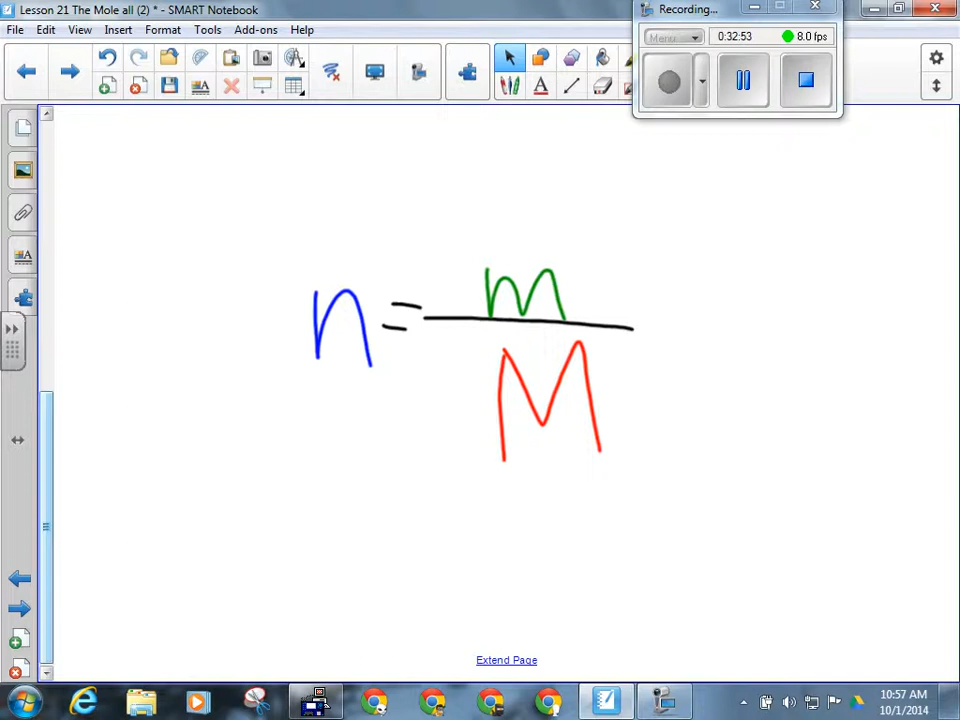 Lesson 21 The Mole all (2) * - SMART Notebook
Recording...
File Edit View Insert Format Tools Add-ons Help
Menu 0:32:53 8.0 fps
n = m
M
Extend Page
10:57 AM
10/1/2014